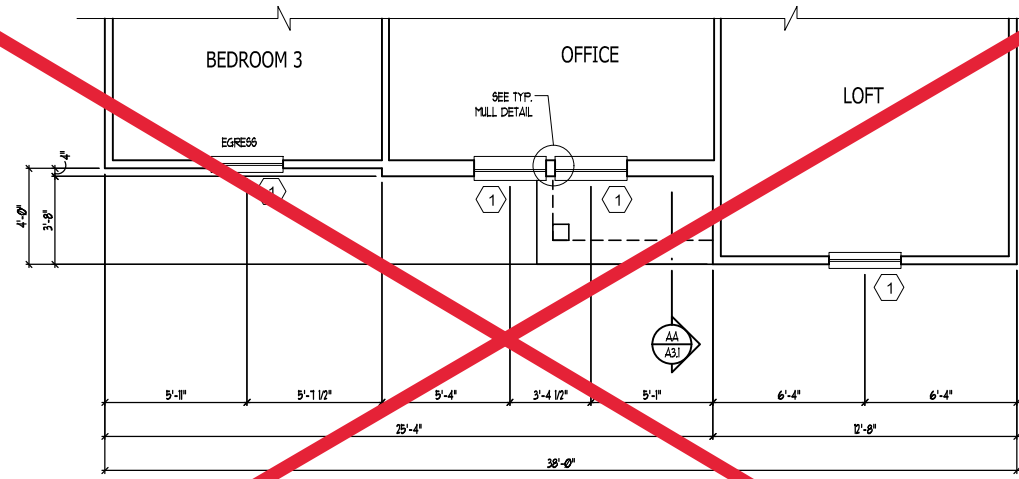 BEDROOM 3
OFFICE
LOFT
SEE TYP.
MULL DETAIL
EGRESS
4"
4'-0"
3'-8"
1
1
1
1
AA
A3.1
5'-11"
5'-7 1/2"
5'-4"
3'-4 1/2"
5'-1"
6'-4"
6'-4"
25'-4"
12'-8"
38'-0"